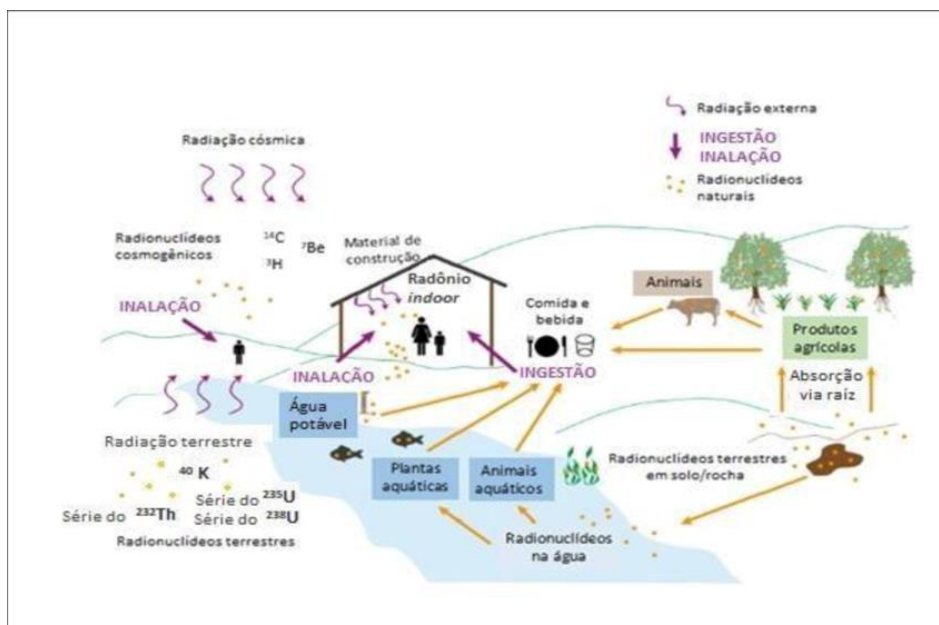 Radiação externa
INGESTÃO
INALAÇÃO
Radionuclídeos
naturais
Radiação cósmica
Radionuclídeos
cosmogênicos
¹⁴C
⁷Be
³H
Material de
construção
Radônio
indoor
INALAÇÃO
Comida e
bebida
Animais
Produtos
agrícolas
INALAÇÃO
INGESTÃO
Absorção
via raíz
Água
potável
Radiação terrestre
⁴⁰ K
Série do ²³⁵U
Série do ²³²Th
Série do ²³⁸U
Radionuclídeos terrestres
Plantas
aquáticas
Animais
aquáticos
Radionuclídeos terrestres
em solo/rocha
Radionuclídeos
na água